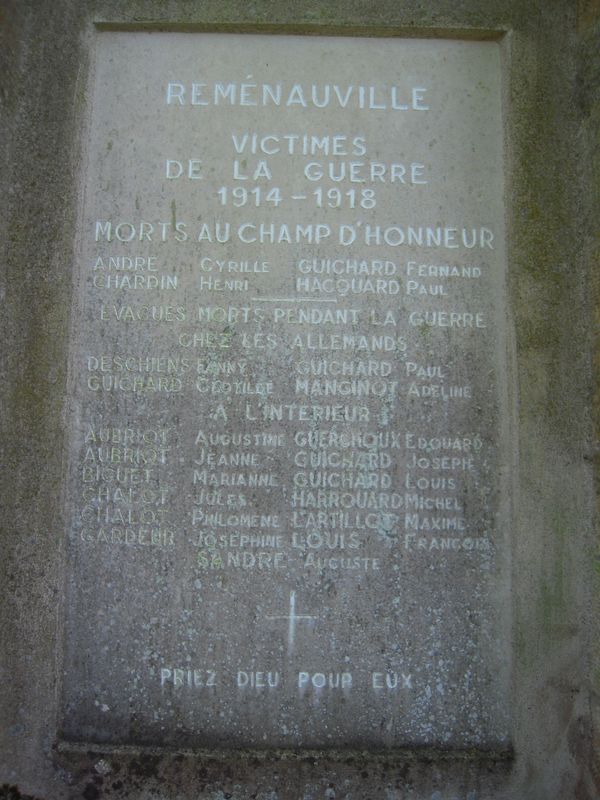 REMÉNAUVILLE
VICTIMES
DE LA GUERRE
1914-1918
MORTS AU CHAMP D'HONNEUR
ANDRE CYRILLE GUICHARD FERNAND
CHARDIN HENRI HACQUARD PAUL
EVACUES MORTS PENDANT LA GUERRE
CHEZ LES ALLEMANDS
DESCHIENS FANNY GUICHARD PAUL
GUICHARD CLOTILDE MANGINOT ADELINE
A L'INTERIEUR
AUBRIOT AUGUSTINE GUERCHOUX EDOUARD
AUBRIOT JEANNE GUICHARD JOSEPH
BIGUET MARIANNE GUICHARD LOUIS
CHALOT JULES HARROUARD MICHEL
CHALOT PHILOMENE LARTILLOT MAXIME
GARDEUR JOSEPHINE LOUIS FRANCOIS
SANDRE AUGUSTE
PRIEZ DIEU POUR EUX